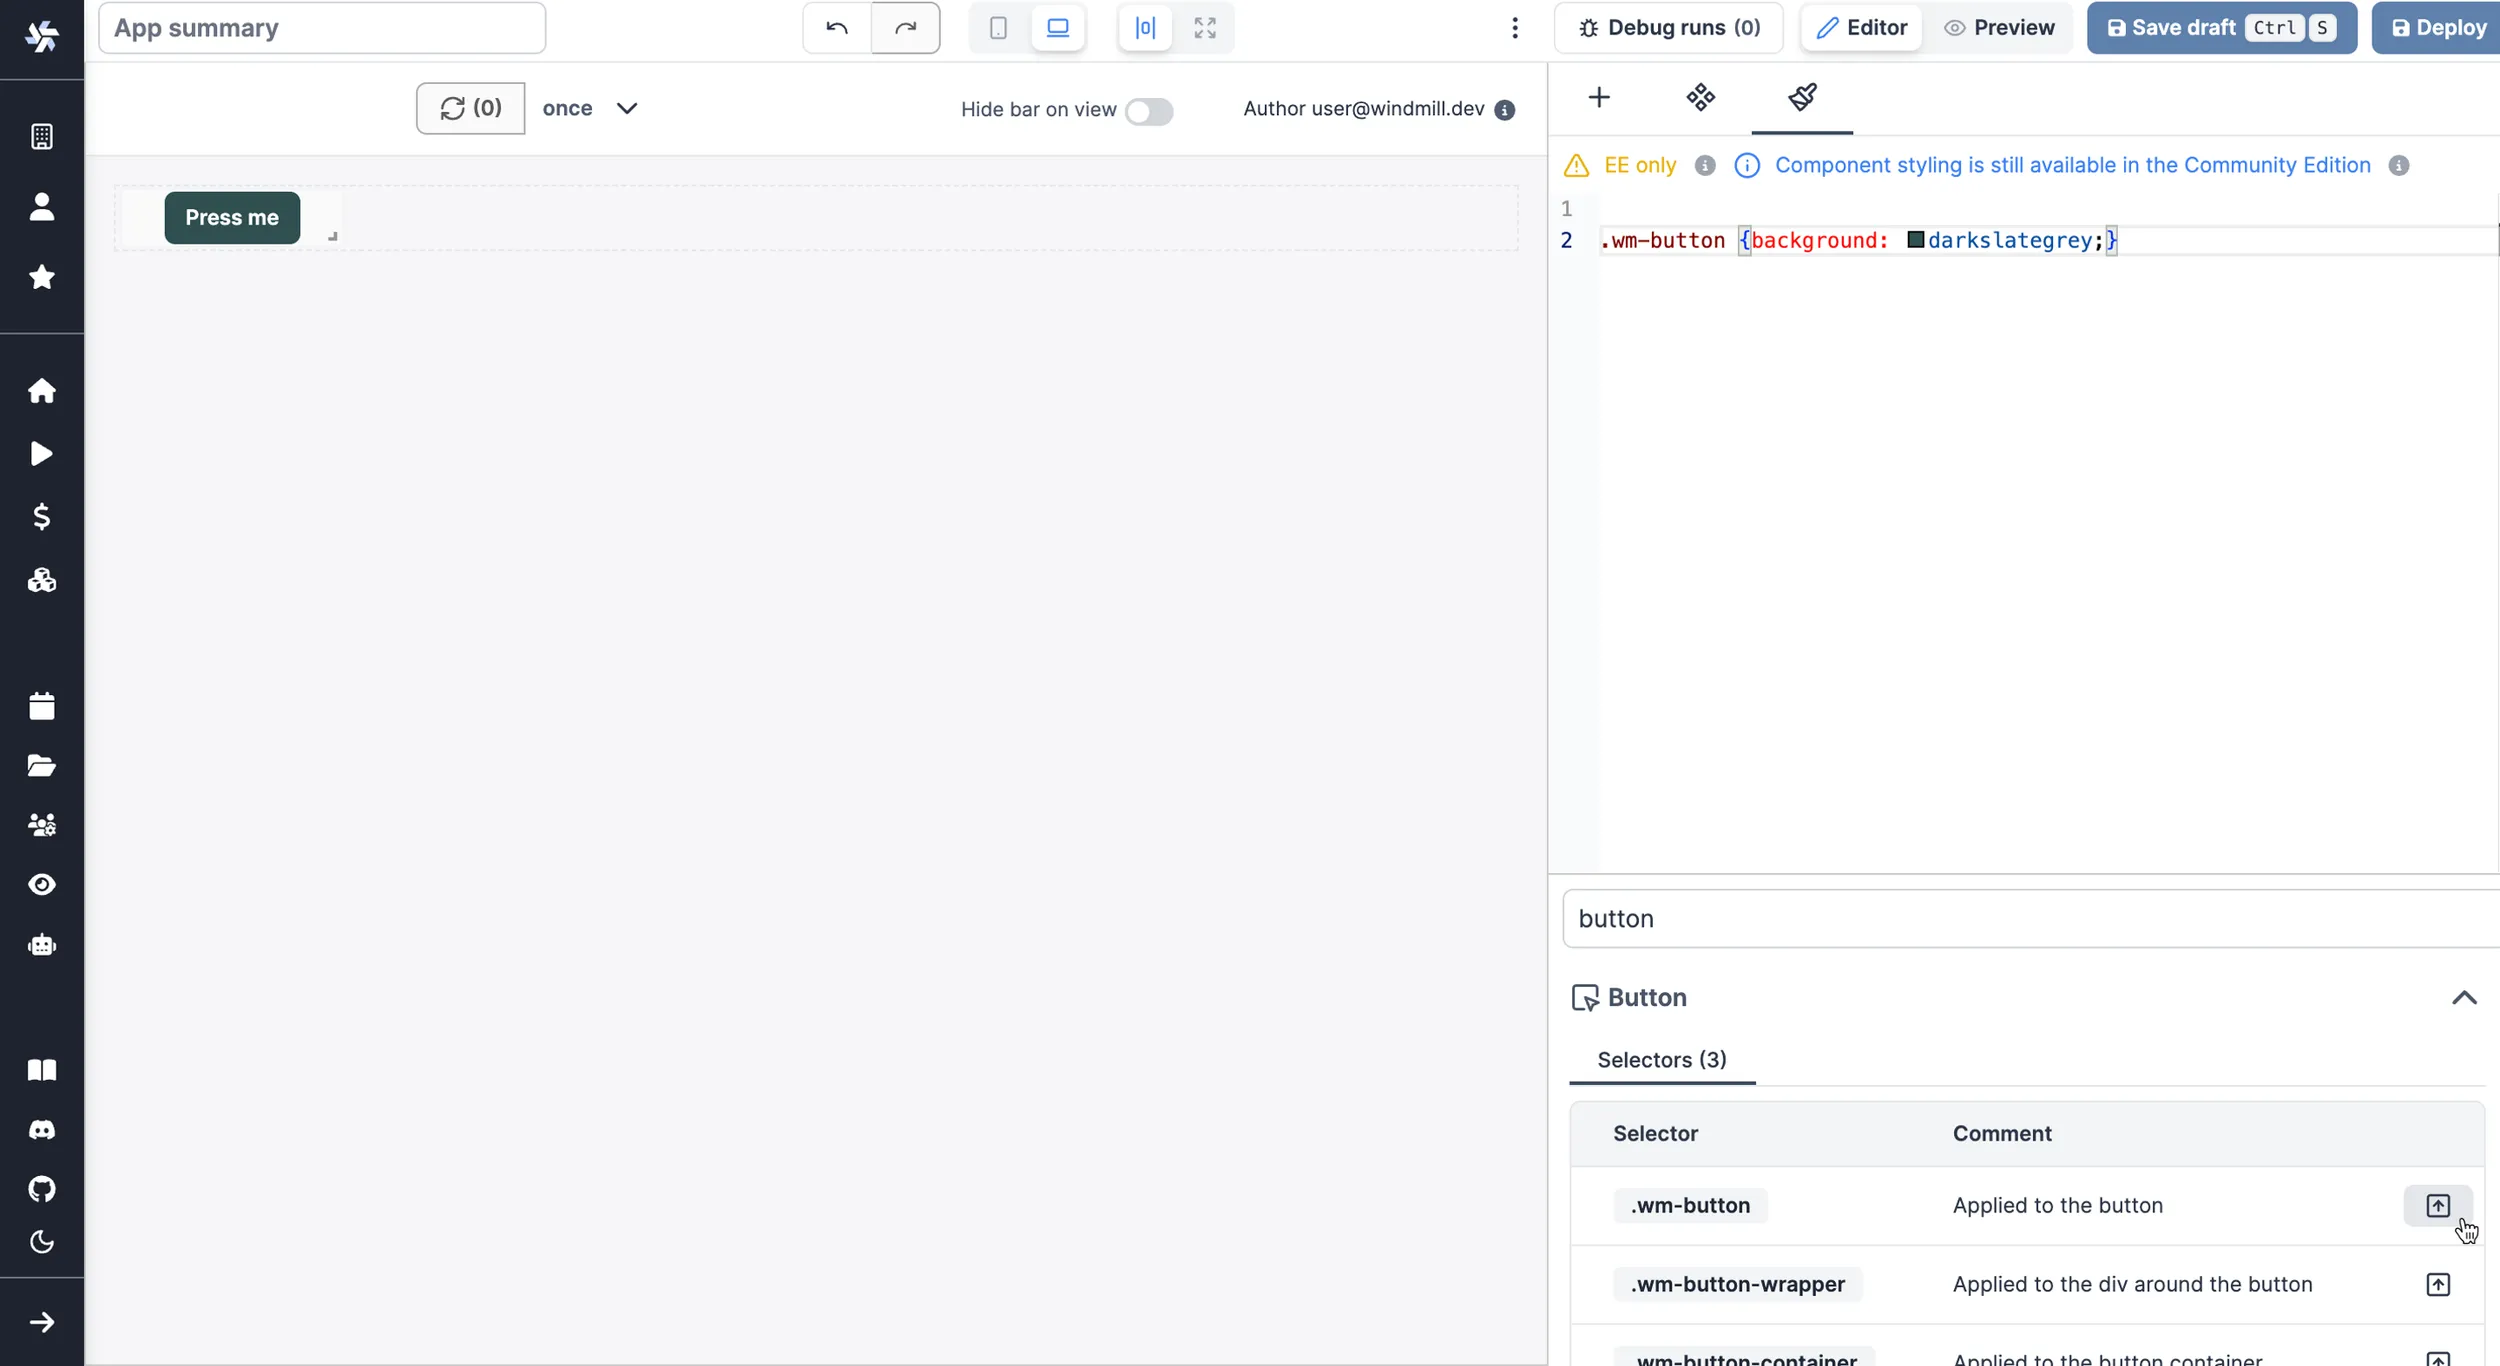 App summary
Debug runs (0)
Editor
Preview
Save draft Ctrl S
Deploy
(0)
once
Hide bar on view
Author user@windmill.dev
EE only
Component styling is still available in the Community Edition
Press me
1
2 .wm-button {background: darkslategrey;}
button
Button
Selectors (3)
Selector Comment
.wm-button Applied to the button
.wm-button-wrapper Applied to the div around the button
.wm-button-container Applied to the button container